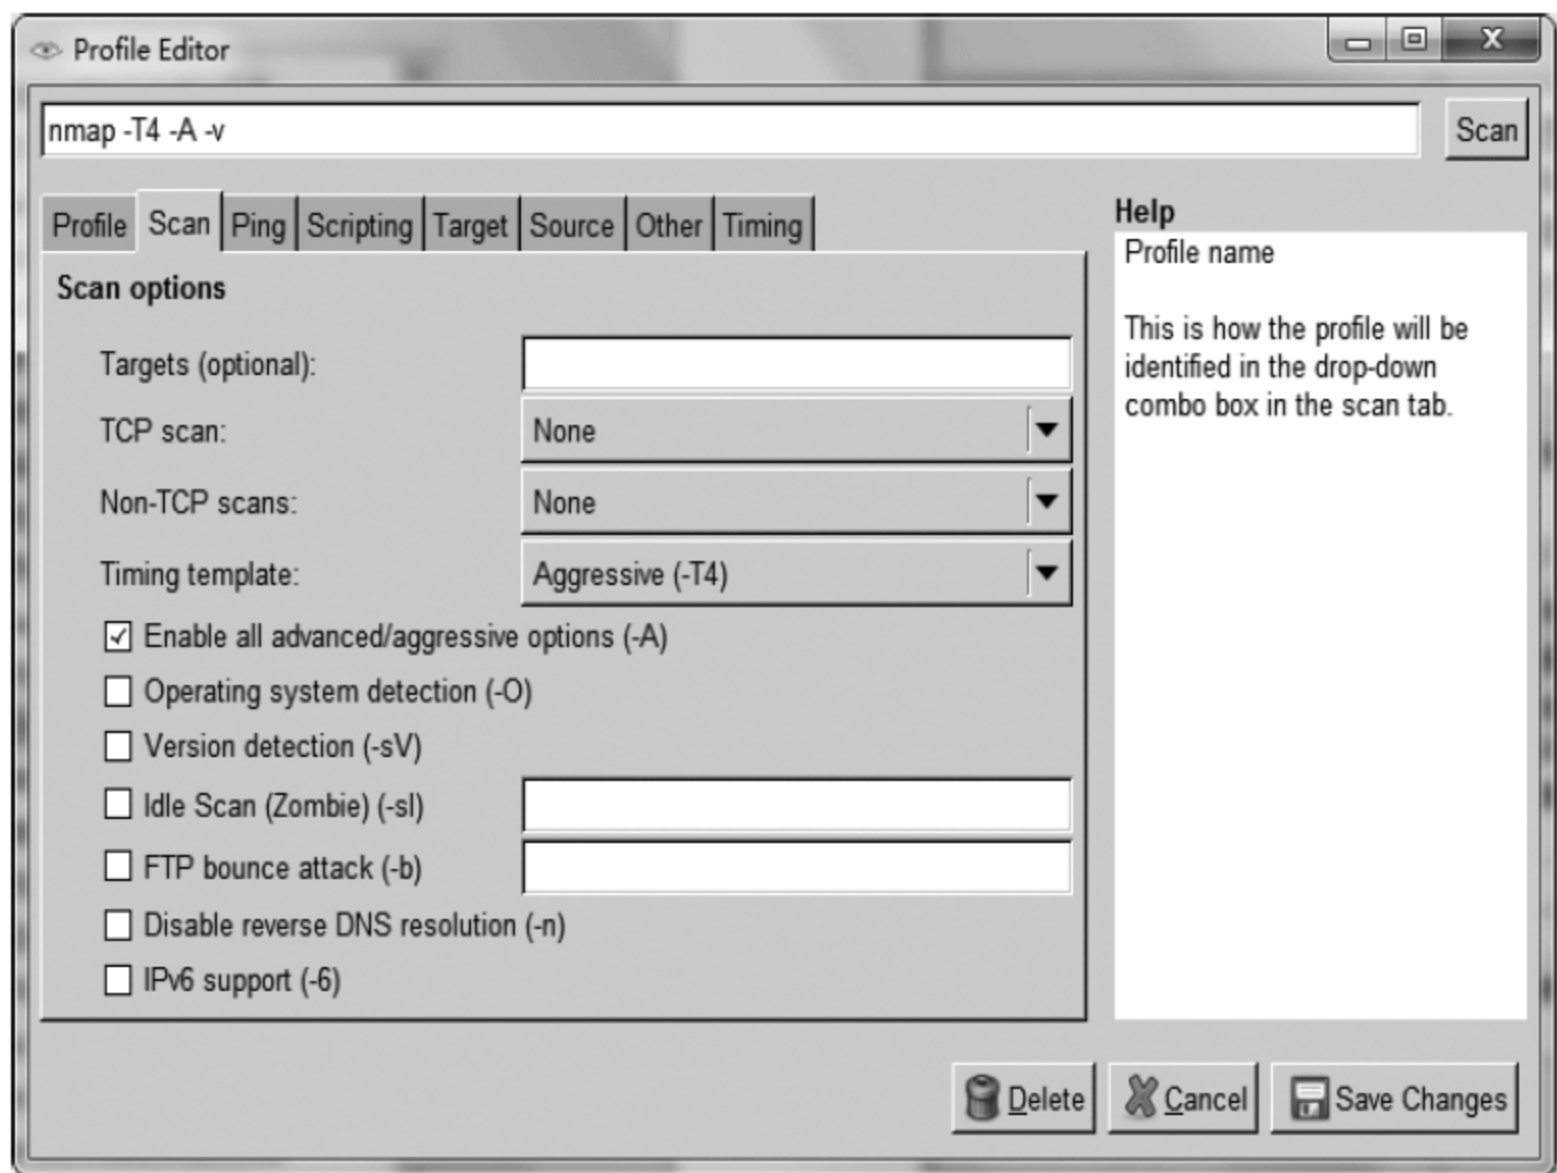 Profile Editor
nmap -T4 -A -v
Scan
Profile
Scan
Ping
Scripting
Target
Source
Other
Timing
Scan options
Targets (optional):
TCP scan:
None
Non-TCP scans:
None
Timing template:
Aggressive (-T4)
Enable all advanced/aggressive options (-A)
Operating system detection (-O)
Version detection (-sV)
Idle Scan (Zombie) (-sI)
FTP bounce attack (-b)
Disable reverse DNS resolution (-n)
IPv6 support (-6)
Help
Profile name
This is how the profile will be
identified in the drop-down
combo box in the scan tab.
Delete
Cancel
Save Changes